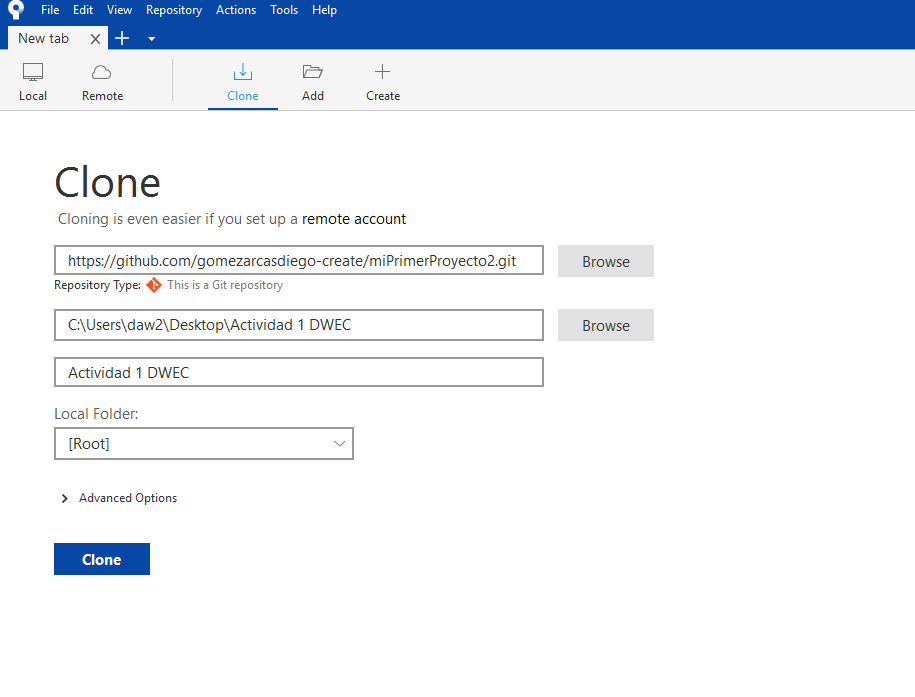 File Edit View Repository Actions Tools Help
New tab
Local Remote Clone Add Create
Clone
Cloning is even easier if you set up a remote account
https://github.com/gomezarcasdiego-create/miPrimerProyecto2.git Browse
Repository Type: This is a Git repository
C:\Users\daw2\Desktop\Actividad 1 DWEC Browse
Actividad 1 DWEC
Local Folder:
[Root]
Advanced Options
Clone